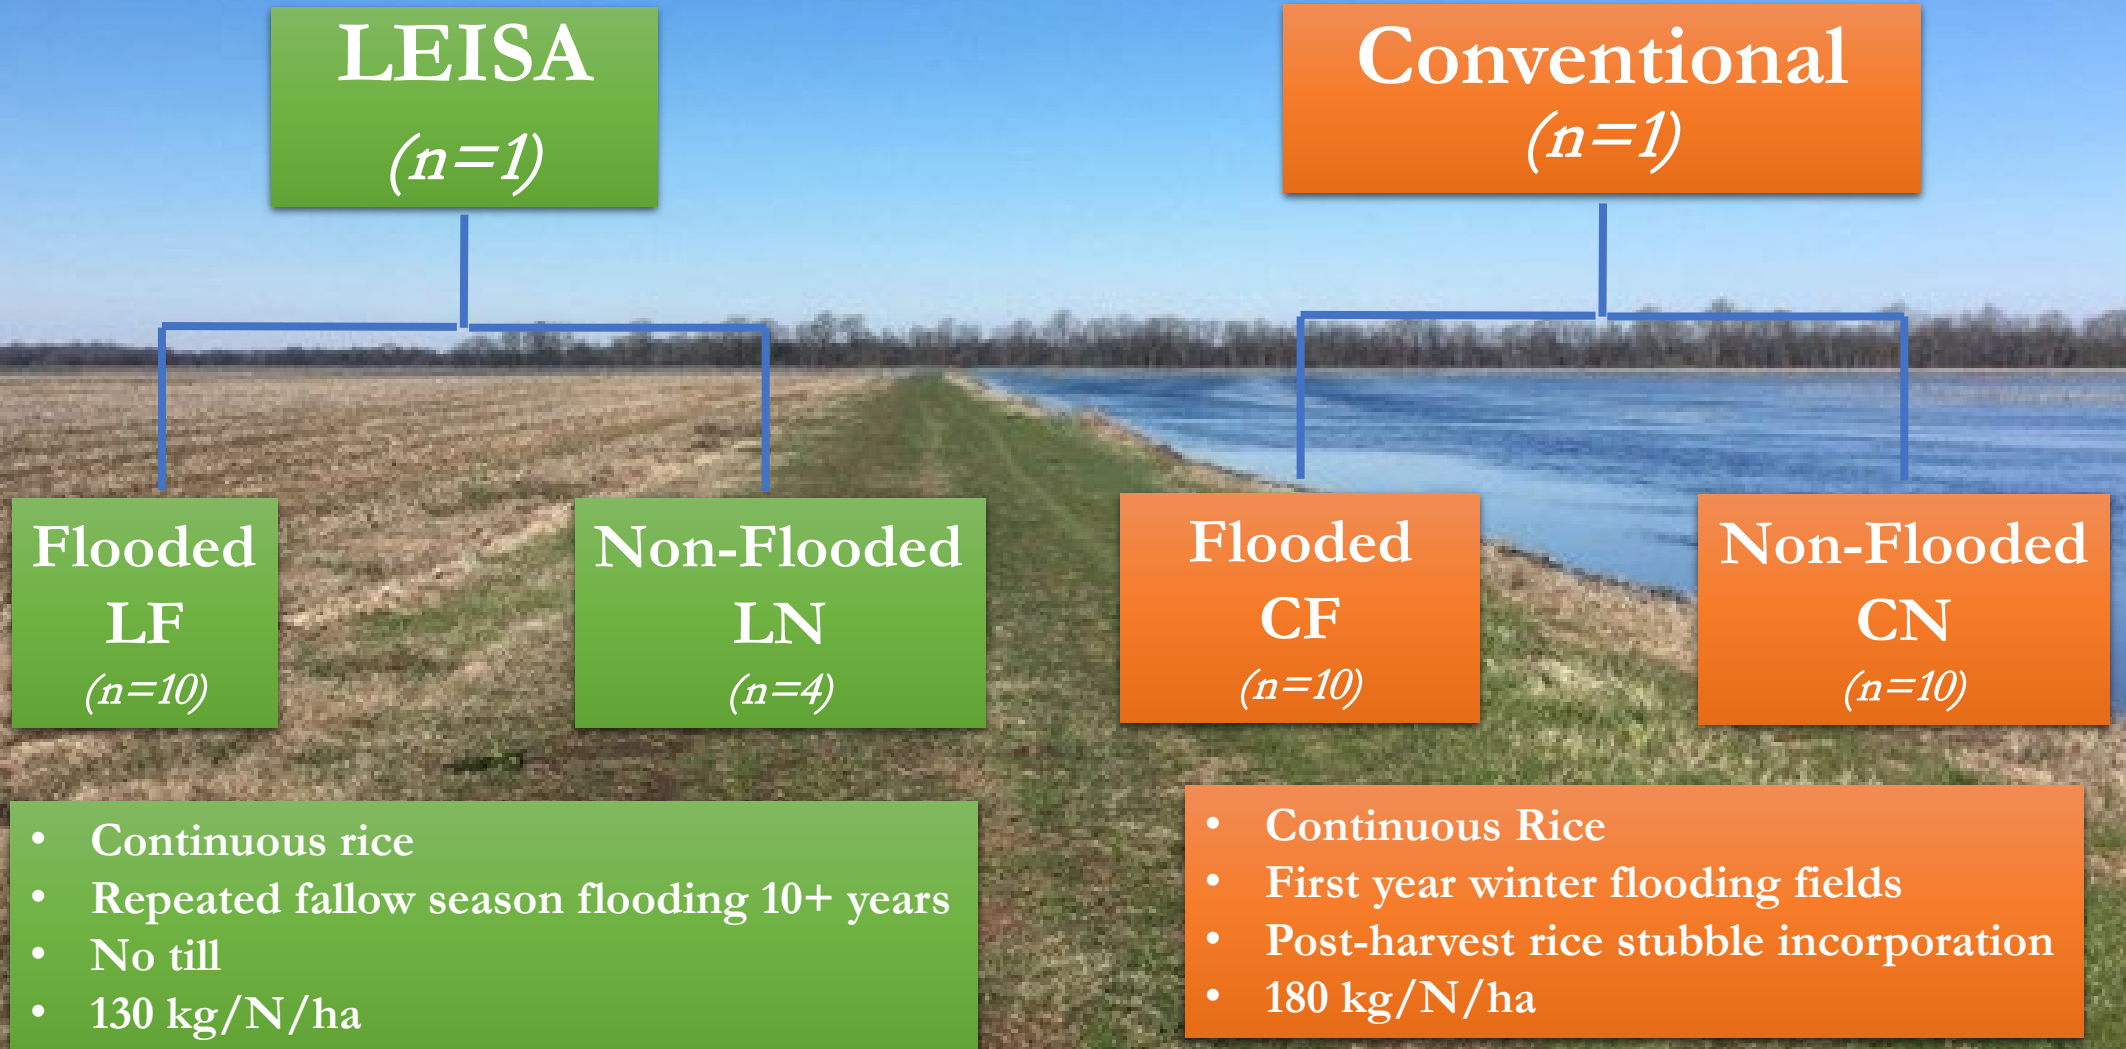 LEISA
(n=1)
Conventional
(n=1)
Flooded
LF
(n=10)
Non-Flooded
LN
(n=4)
Flooded
CF
(n=10)
Non-Flooded
CN
(n=10)
• Continuous rice
• Repeated fallow season flooding 10+ years
• No till
• 130 kg/N/ha
• Continuous Rice
• First year winter flooding fields
• Post-harvest rice stubble incorporation
• 180 kg/N/ha